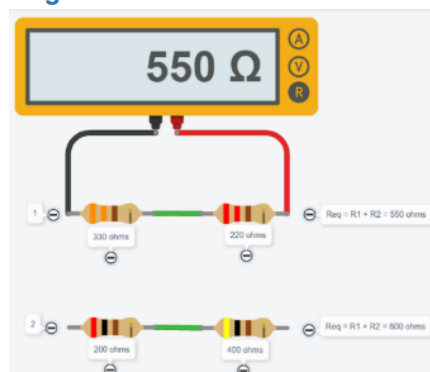 550 Ω
A
V
R
1
330 ohms
220 ohms
Req = R1 + R2 = 550 ohms
2
200 ohms
400 ohms
Req = R1 + R2 = 600 ohms